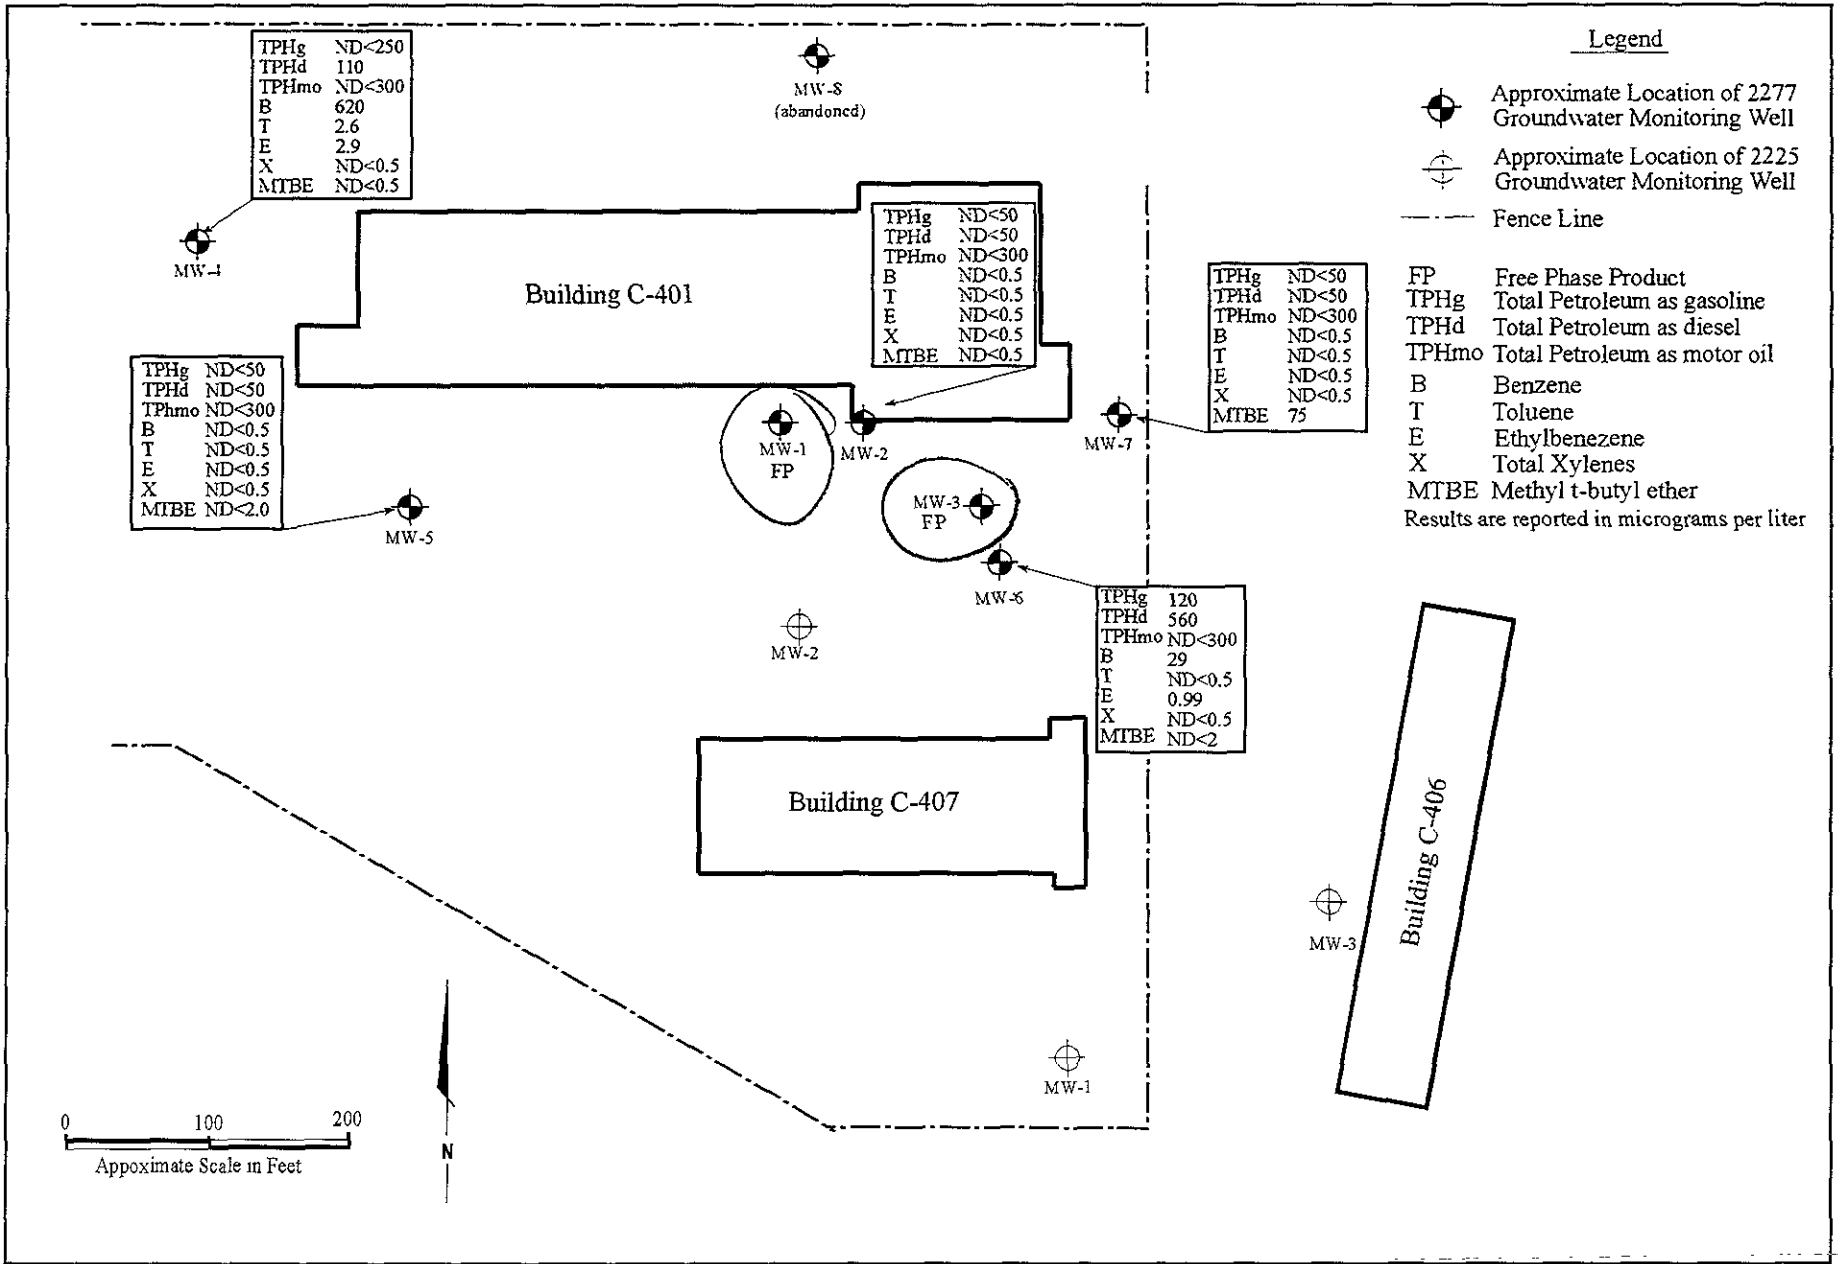 TPHg ND<250
TPHd 110
TPHmo ND<300
B 620
T 2.6
E 2.9
X ND<0.5
MTBE ND<0.5
MW-8
(abandoned)
MW-4
Building C-401
TPHg ND<50
TPHd ND<50
TPHmo ND<300
B ND<0.5
T ND<0.5
E ND<0.5
X ND<0.5
MTBE ND<0.5
TPHg ND<50
TPHd ND<50
TPHmo ND<300
B ND<0.5
T ND<0.5
E ND<0.5
X ND<0.5
MTBE 75
TPHg ND<50
TPHd ND<50
TPhmo ND<300
B ND<0.5
T ND<0.5
E ND<0.5
X ND<0.5
MTBE ND<2.0
MW-5
MW-1
FP
MW-2
MW-7
MW-3
FP
MW-6
TPHg 120
TPHd 560
TPHmo ND<300
B 29
T ND<0.5
E 0.99
X ND<0.5
MTBE ND<2
MW-2
Building C-407
Building C-406
MW-3
MW-1
0 100 200
Appoximate Scale in Feet
N
Legend
Approximate Location of 2277
Groundwater Monitoring Well
Approximate Location of 2225
Groundwater Monitoring Well
Fence Line
FP Free Phase Product
TPHg Total Petroleum as gasoline
TPHd Total Petroleum as diesel
TPHmo Total Petroleum as motor oil
B Benzene
T Toluene
E Ethylbenezene
X Total Xylenes
MTBE Methyl t-butyl ether
Results are reported in micrograms per liter